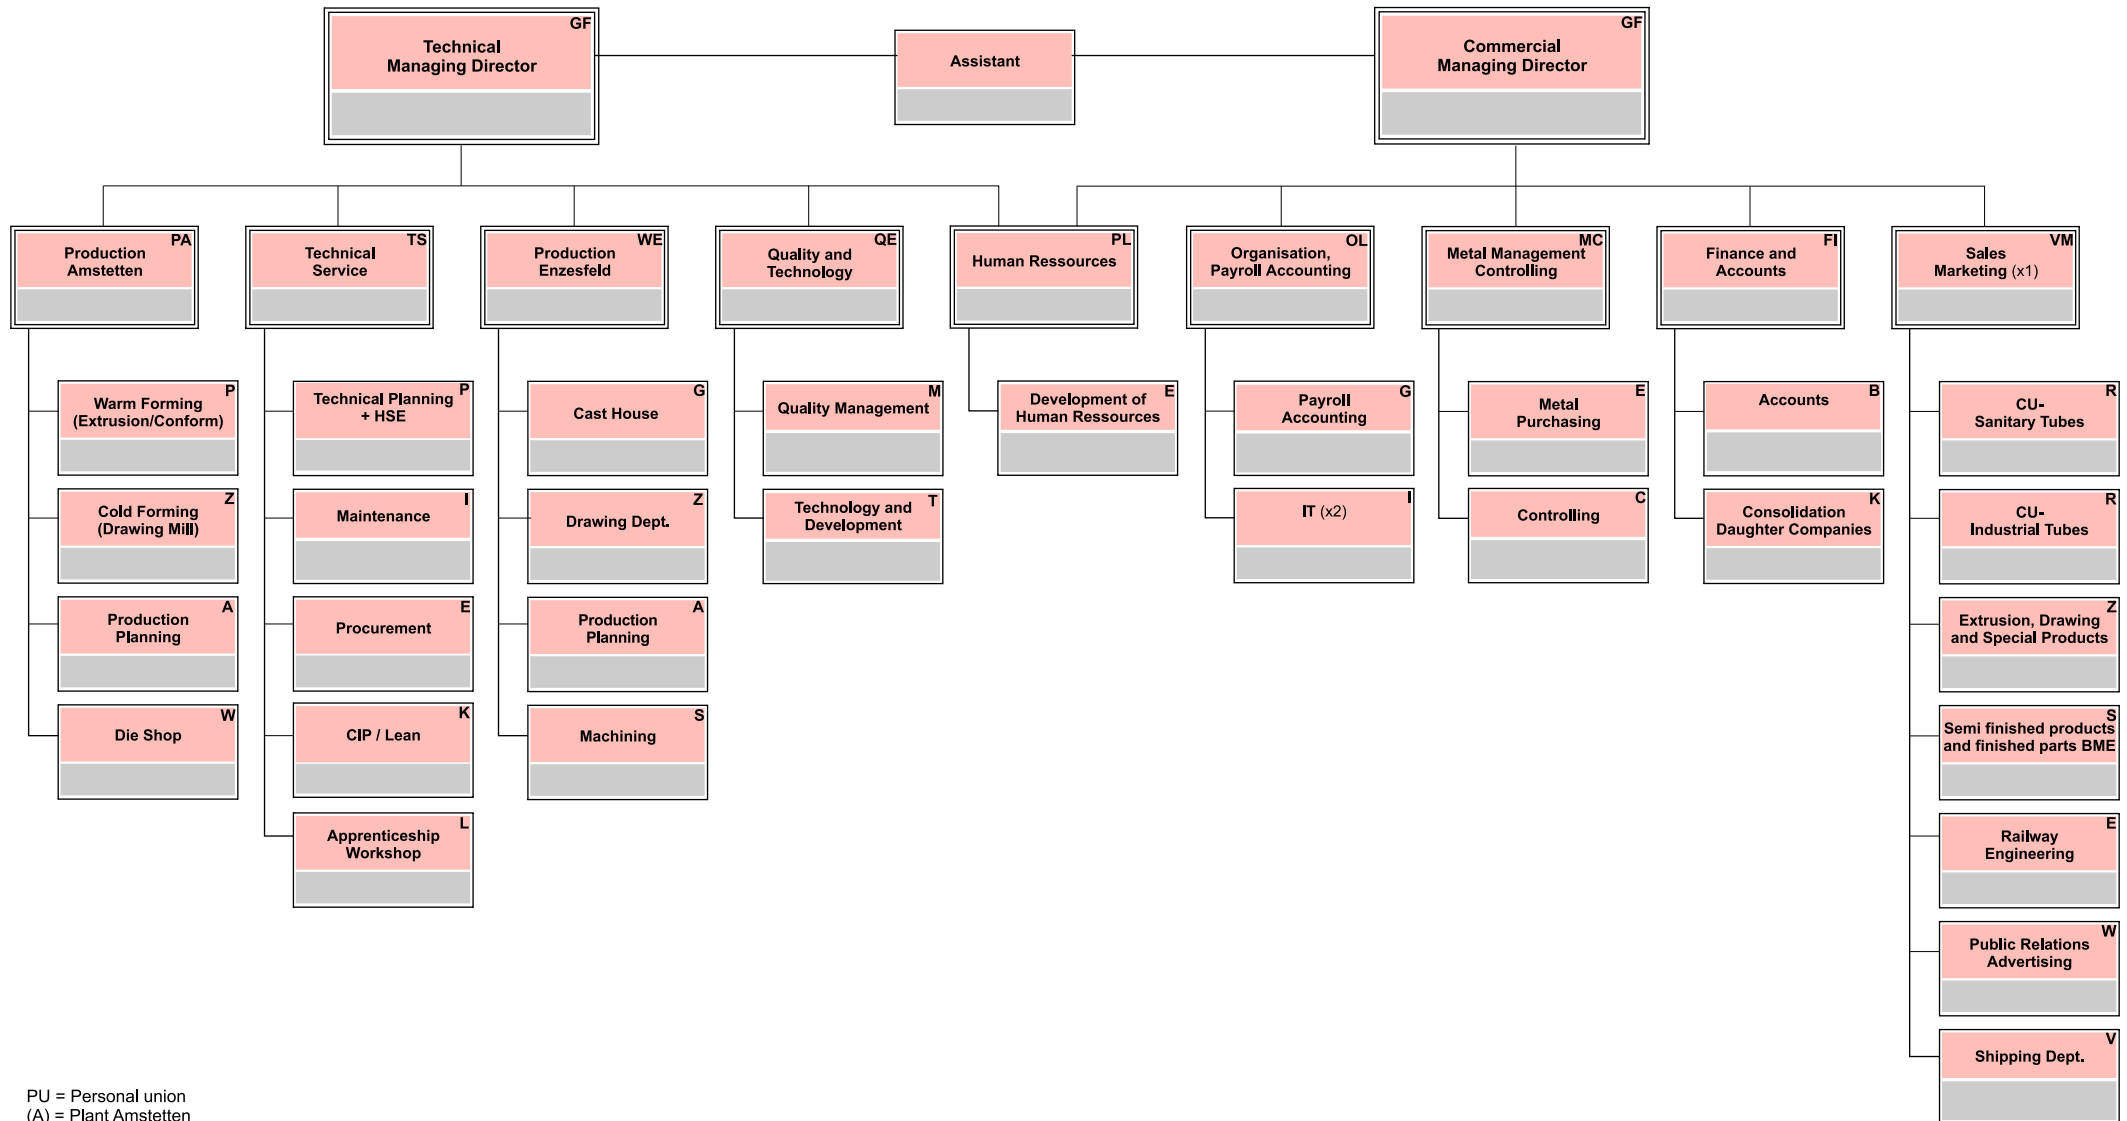 GF
Technical
Managing Director
Assistant
GF
Commercial
Managing Director
PA
Production
Amstetten
TS
Technical
Service
WE
Production
Enzesfeld
QE
Quality and
Technology
PL
Human Ressources
OL
Organisation,
Payroll Accounting
MC
Metal Management
Controlling
FI
Finance and
Accounts
VM
Sales
Marketing (x1)
P
Warm Forming
(Extrusion/Conform)
Z
Cold Forming
(Drawing Mill)
A
Production
Planning
W
Die Shop
P
Technical Planning
+ HSE
I
Maintenance
E
Procurement
K
CIP / Lean
L
Apprenticeship
Workshop
G
Cast House
Z
Drawing Dept.
A
Production
Planning
S
Machining
M
Quality Management
T
Technology and
Development
E
Development of
Human Ressources
G
Payroll
Accounting
I
IT (x2)
E
Metal
Purchasing
C
Controlling
B
Accounts
K
Consolidation
Daughter Companies
R
CU-
Sanitary Tubes
R
CU-
Industrial Tubes
Z
Extrusion, Drawing
and Special Products
S
Semi finished products
and finished parts BME
E
Railway
Engineering
W
Public Relations
Advertising
V
Shipping Dept.
PU = Personal union
(A) = Plant Amstetten